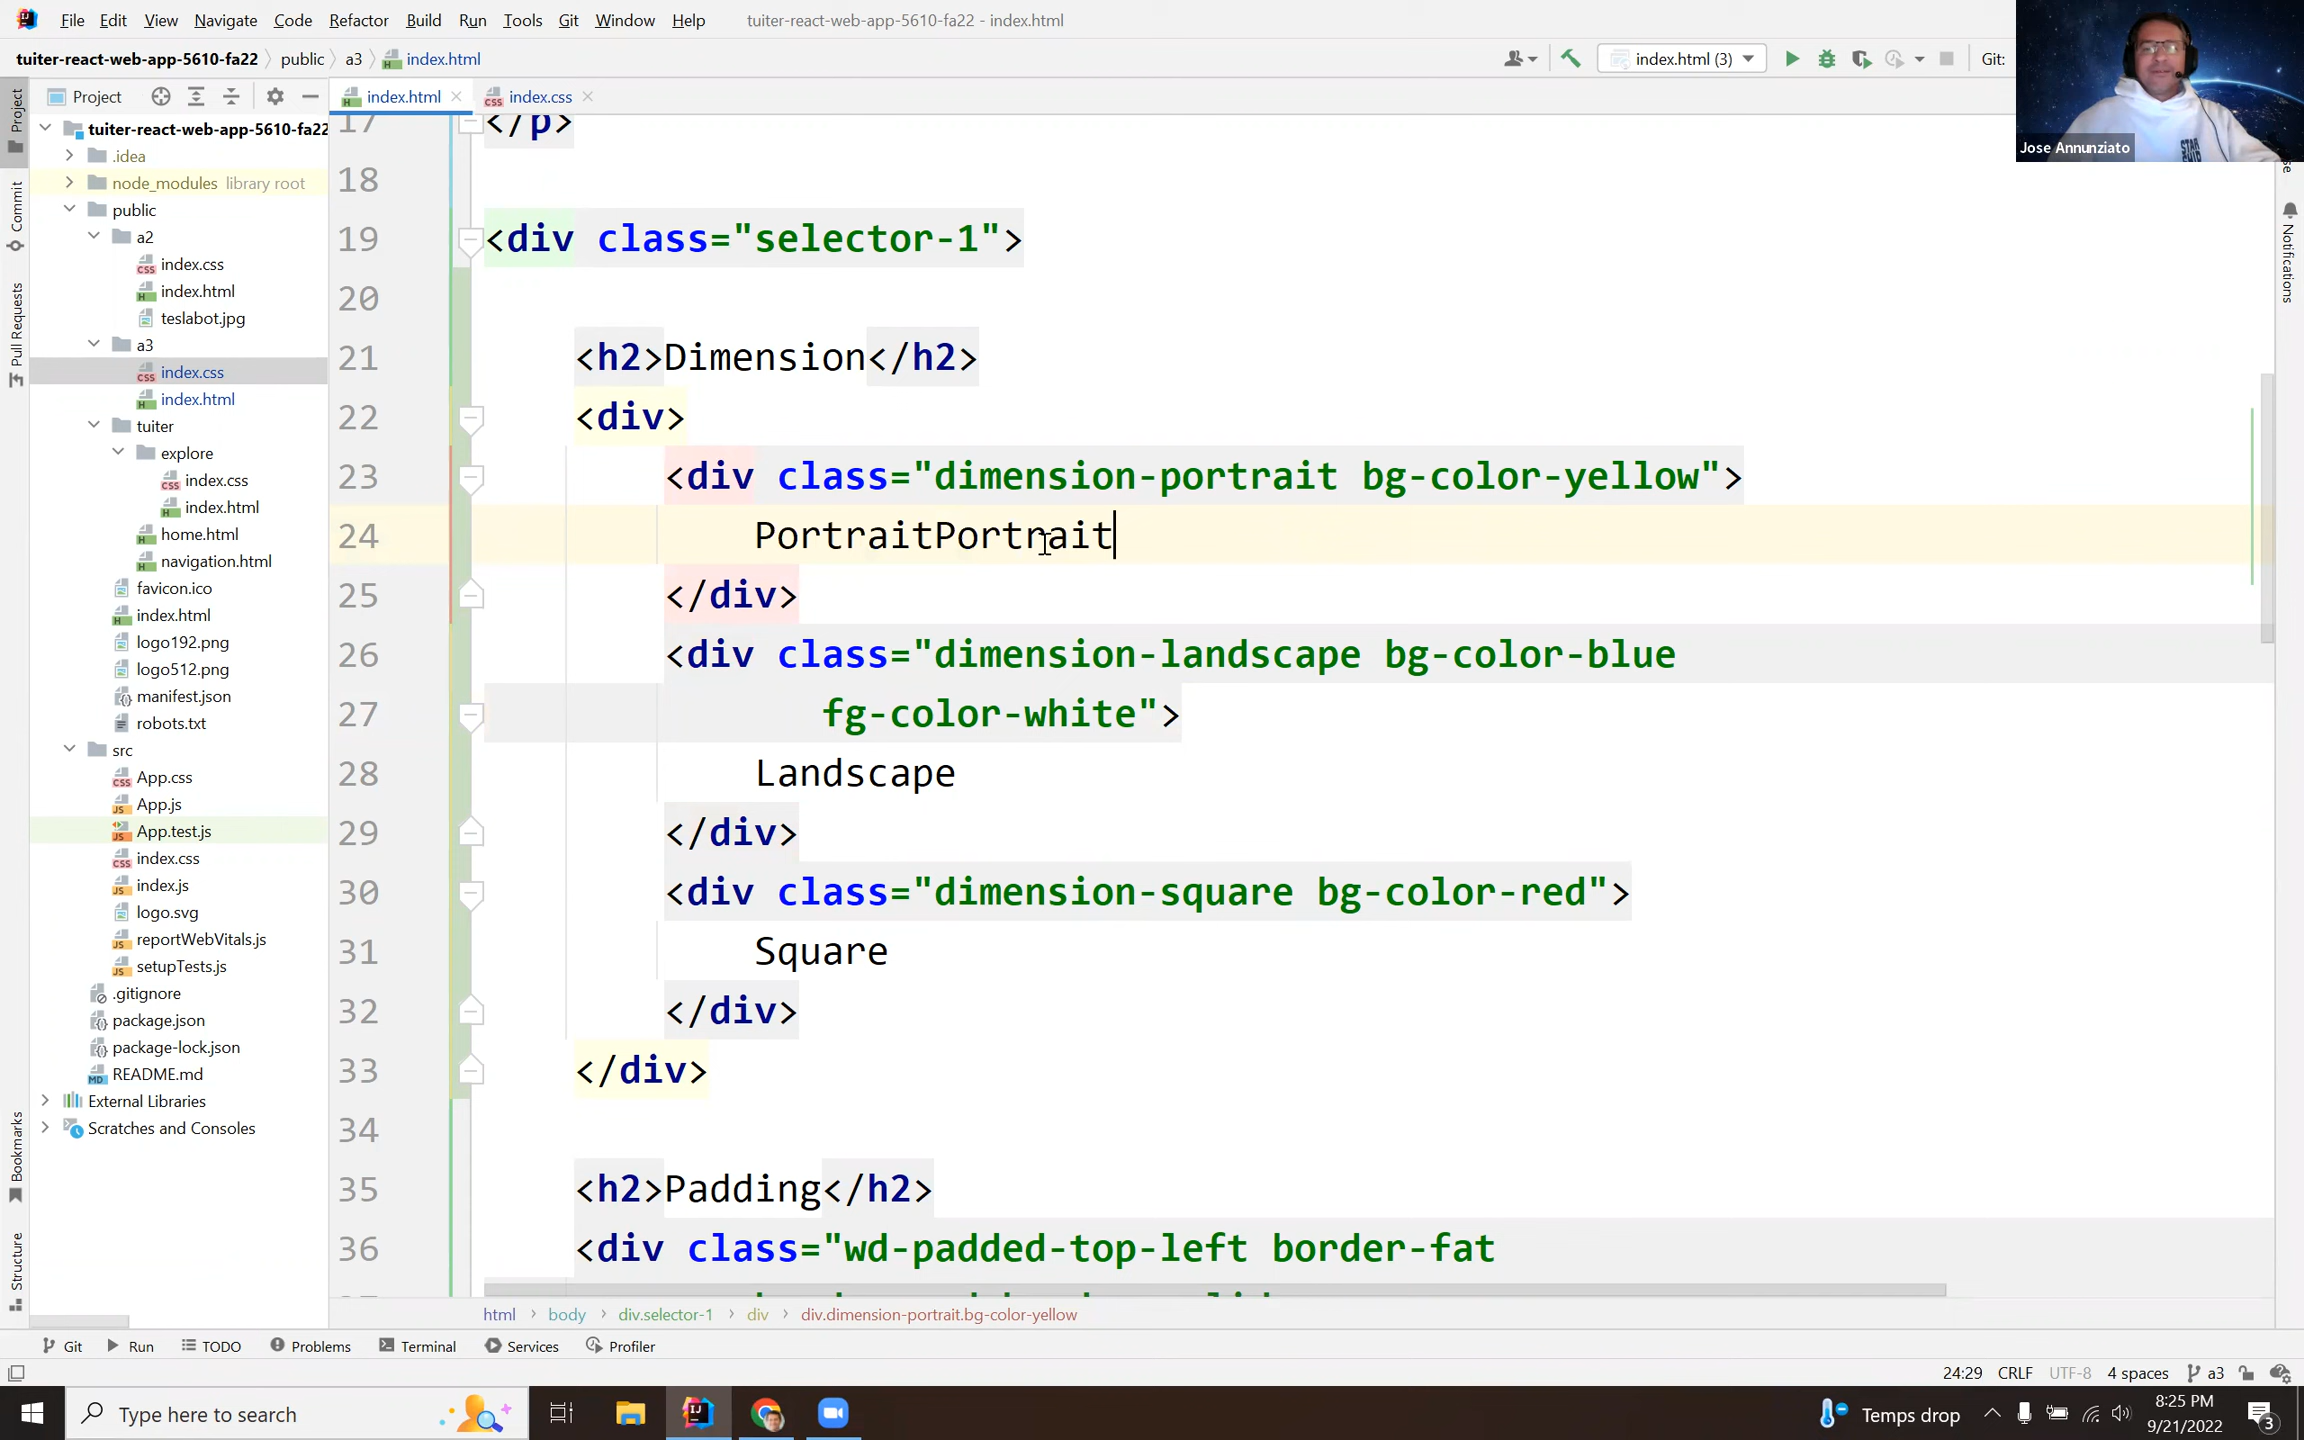 File Edit View Navigate Code Refactor Build Run Tools Git Window Help tuiter-react-web-app-5610-fa22 - index.html
tuiter-react-web-app-5610-fa22 public a3 index.html index.html (3) Git:
Jose Annunziato
Project
index.html index.css
tuiter-react-web-app-5610-fa22
.idea
node_modules library root
public
a2
index.css
index.html
teslabot.jpg
a3
index.css
index.html
tuiter
explore
index.css
index.html
home.html
navigation.html
favicon.ico
index.html
logo192.png
logo512.png
manifest.json
robots.txt
src
App.css
App.js
App.test.js
index.css
index.js
logo.svg
reportWebVitals.js
setupTests.js
.gitignore
package.json
package-lock.json
README.md
External Libraries
Scratches and Consoles
Project
Commit
Pull Requests
Bookmarks
Structure
17 </p>
18
19 <div class="selector-1">
20
21 <h2>Dimension</h2>
22 <div>
23 <div class="dimension-portrait bg-color-yellow">
24 PortraitPortrait
25 </div>
26 <div class="dimension-landscape bg-color-blue
27 fg-color-white">
28 Landscape
29 </div>
30 <div class="dimension-square bg-color-red">
31 Square
32 </div>
33 </div>
34
35 <h2>Padding</h2>
36 <div class="wd-padded-top-left border-fat
Notifications
html body div.selector-1 div div.dimension-portrait.bg-color-yellow
Git Run TODO Problems Terminal Services Profiler
24:29 CRLF UTF-8 4 spaces a3
Type here to search
Temps drop
8:25 PM
9/21/2022
3